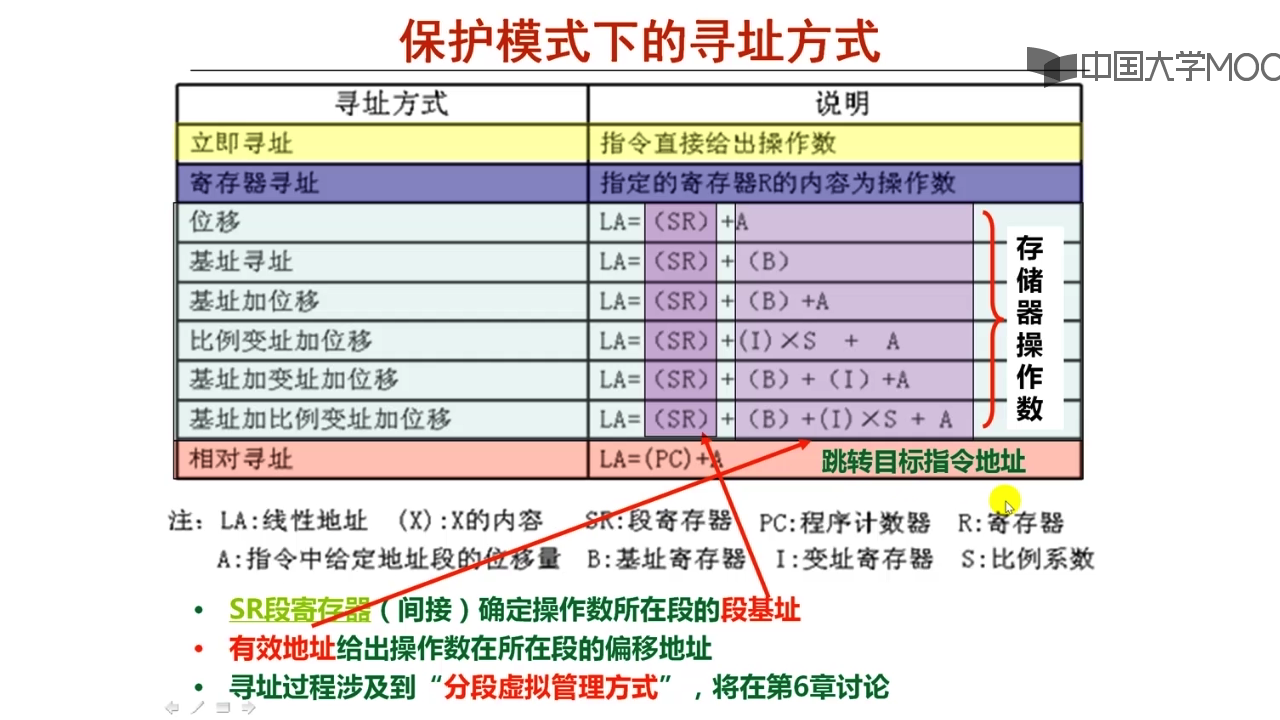 保护模式下的寻址方式
中国大学MOO
寻址方式 说明
立即寻址 指令直接给出操作数
寄存器寻址 指定的寄存器R的内容为操作数
位移 LA=(SR)+A
基址寻址 LA=(SR)+(B)
基址加位移 LA=(SR)+(B)+A
比例变址加位移 LA=(SR)+(I)×S + A
基址加变址加位移 LA=(SR)+(B)+(I)+A
基址加比例变址加位移 LA=(SR)+(B)+(I)×S + A
存储器操作数
相对寻址 LA=(PC)+A 跳转目标指令地址
注：LA:线性地址 (X):X的内容 SR:段寄存器 PC:程序计数器 R:寄存器
A:指令中给定地址段的位移量 B:基址寄存器 I:变址寄存器 S:比例系数
• SR段寄存器（间接）确定操作数所在段的段基址
• 有效地址给出操作数在所在段的偏移地址
• 寻址过程涉及到“分段虚拟管理方式”，将在第6章讨论